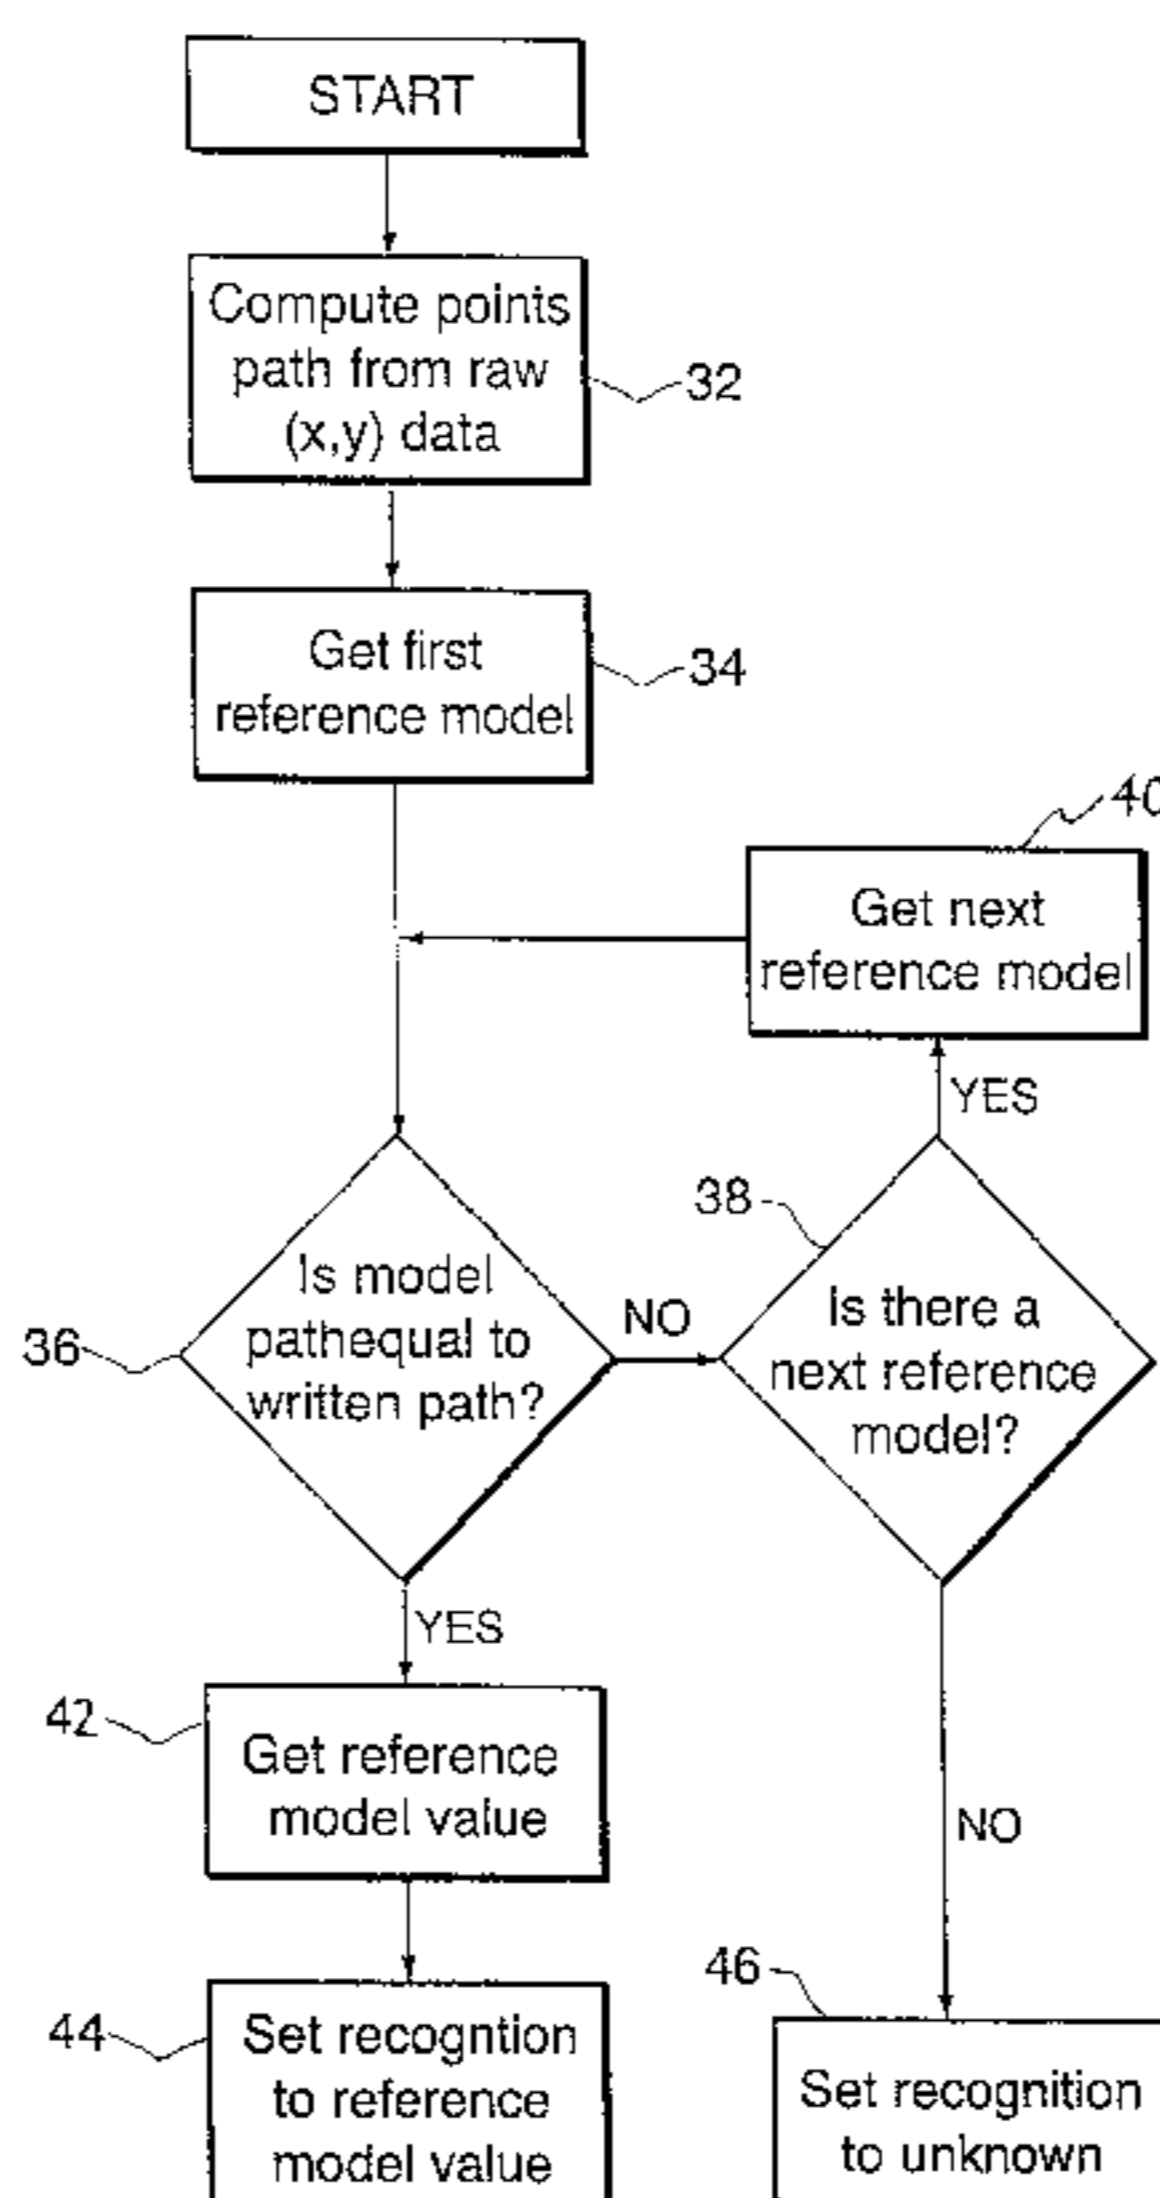 START
Compute points
path from raw
(x,y) data
32
Get first
reference model
34
40
Get next
reference model
YES
38
Is model
pathequal to
written path?
36
NO
Is there a
next reference
model?
YES
42
Get reference
model value
NO
46
44
Set recogntion
to reference
model value
Set recognition
to unknown